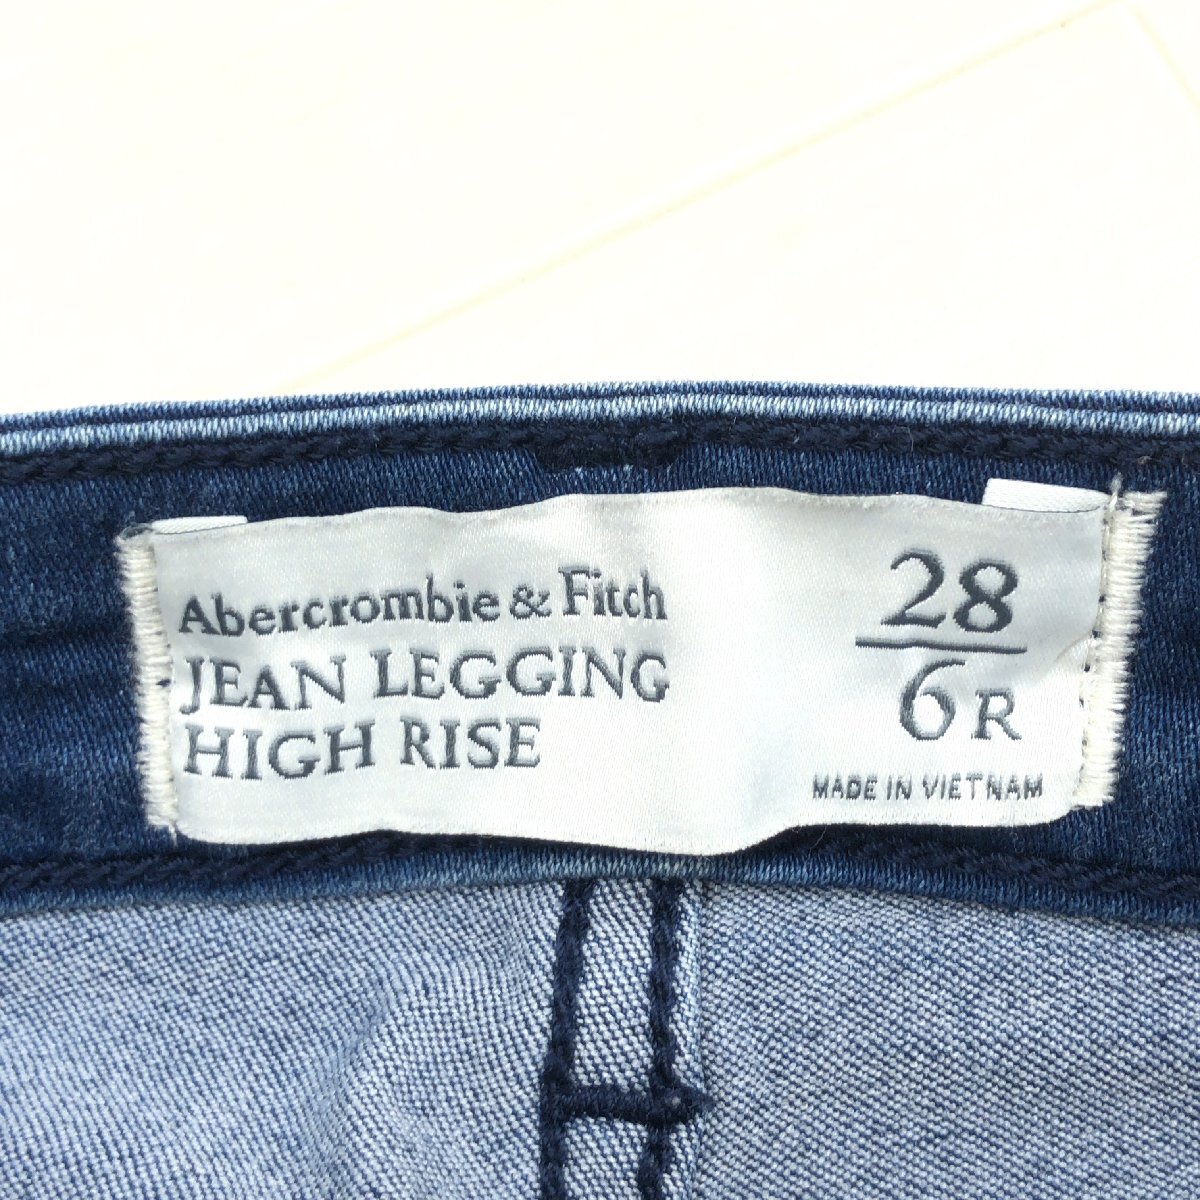 Abercrombie & Fitch
JEAN LEGGING
HIGH RISE
28
6R
MADE IN VIETNAM